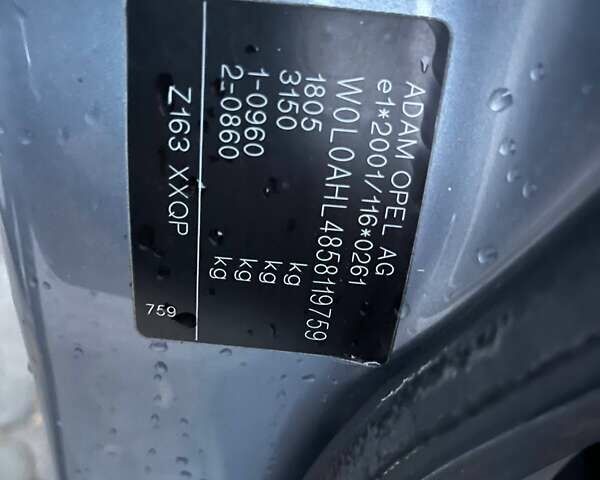 ADAM OPEL AG
e1*2001/116*0261
W0L0AHL4858119759
1805 kg
3150 kg
1-0960 kg
2-0860 kg
Z163 XXQP
759